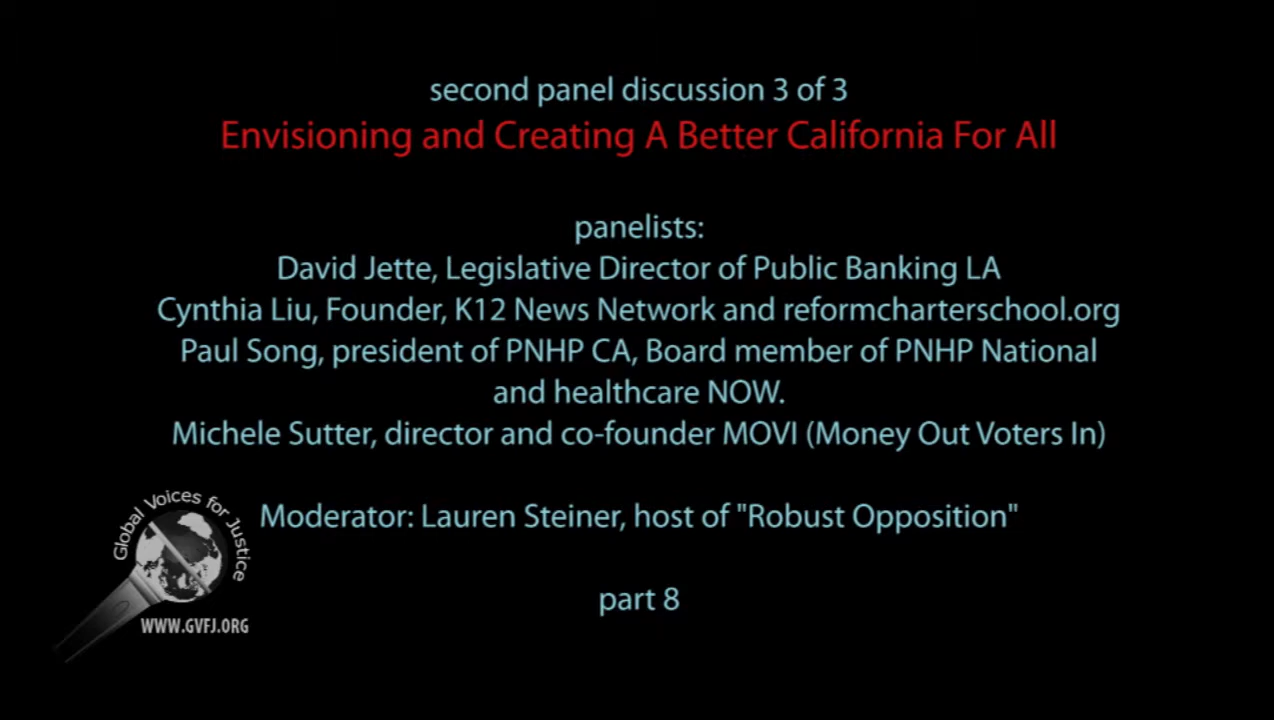 second panel discussion 3 of 3
Envisioning and Creating A Better California For All
panelists:
David Jette, Legislative Director of Public Banking LA
Cynthia Liu, Founder, K12 News Network and reformcharterschool.org
Paul Song, president of PNHP CA, Board member of PNHP National
and healthcare NOW.
Michele Sutter, director and co-founder MOVI (Money Out Voters In)
Moderator: Lauren Steiner, host of "Robust Opposition"
part 8
Global Voices for Justice
WWW.GVFJ.ORG